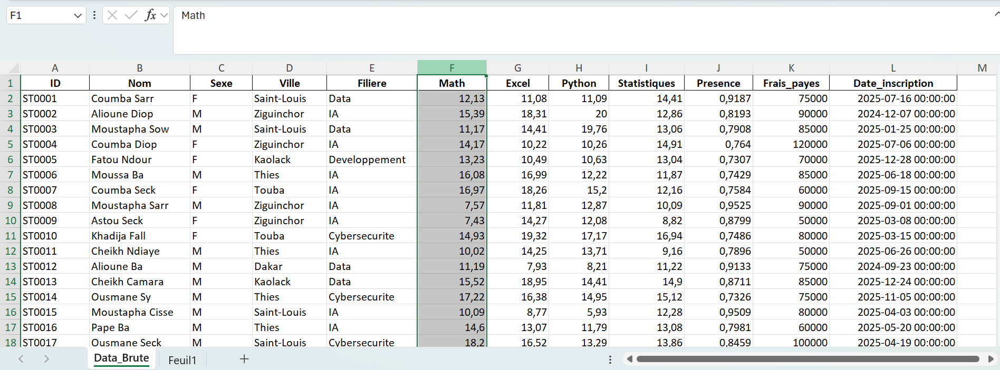 F1
fx
Math
A B C D E F G H I J K L M
1 ID Nom Sexe Ville Filiere Math Excel Python Statistiques Presence Frais_payes Date_inscription
2 ST0001 Coumba Sarr F Saint-Louis Data 12,13 11,08 11,09 14,41 0,9187 75000 2025-07-16 00:00:00
3 ST0002 Alioune Diop M Ziguinchor IA 15,39 18,31 20 12,86 0,8193 90000 2024-12-07 00:00:00
4 ST0003 Moustapha Sow M Saint-Louis Data 11,17 14,41 19,76 13,06 0,7908 85000 2025-01-25 00:00:00
5 ST0004 Coumba Diop F Ziguinchor IA 14,17 10,22 10,26 14,91 0,764 120000 2025-07-06 00:00:00
6 ST0005 Fatou Ndour F Kaolack Developpement 13,23 10,49 10,63 13,04 0,7307 70000 2025-12-28 00:00:00
7 ST0006 Moussa Ba M Thies IA 16,08 16,99 12,22 11,87 0,7429 85000 2025-06-18 00:00:00
8 ST0007 Coumba Seck F Touba IA 16,97 18,26 15,2 12,16 0,7584 60000 2025-09-15 00:00:00
9 ST0008 Moustapha Sarr M Ziguinchor IA 7,57 11,81 12,87 10,09 0,9525 90000 2025-09-01 00:00:00
10 ST0009 Astou Seck F Ziguinchor IA 7,43 14,27 12,08 8,82 0,8799 50000 2025-03-08 00:00:00
11 ST0010 Khadija Fall F Touba Cybersecurite 14,93 19,32 17,17 16,94 0,7486 80000 2025-03-15 00:00:00
12 ST0011 Cheikh Ndiaye M Thies IA 10,02 14,25 13,71 9,16 0,7896 50000 2025-06-26 00:00:00
13 ST0012 Alioune Ba M Dakar Data 11,19 7,93 8,21 11,22 0,9133 75000 2024-09-23 00:00:00
14 ST0013 Cheikh Camara M Kaolack Data 15,52 18,95 14,41 14,9 0,8711 85000 2025-12-24 00:00:00
15 ST0014 Ousmane Sy M Thies Cybersecurite 17,22 16,38 14,95 15,12 0,7326 75000 2025-11-05 00:00:00
16 ST0015 Moustapha Cisse M Saint-Louis IA 10,09 8,77 5,93 12,28 0,9509 80000 2025-04-03 00:00:00
17 ST0016 Pape Ba M Thies IA 14,6 13,07 11,79 13,08 0,7981 60000 2025-05-20 00:00:00
18 ST0017 Ousmane Seck M Saint-Louis Cybersecurite 18,2 16,52 13,29 13,86 0,8459 100000 2025-04-19 00:00:00
Data_Brute Feuil1